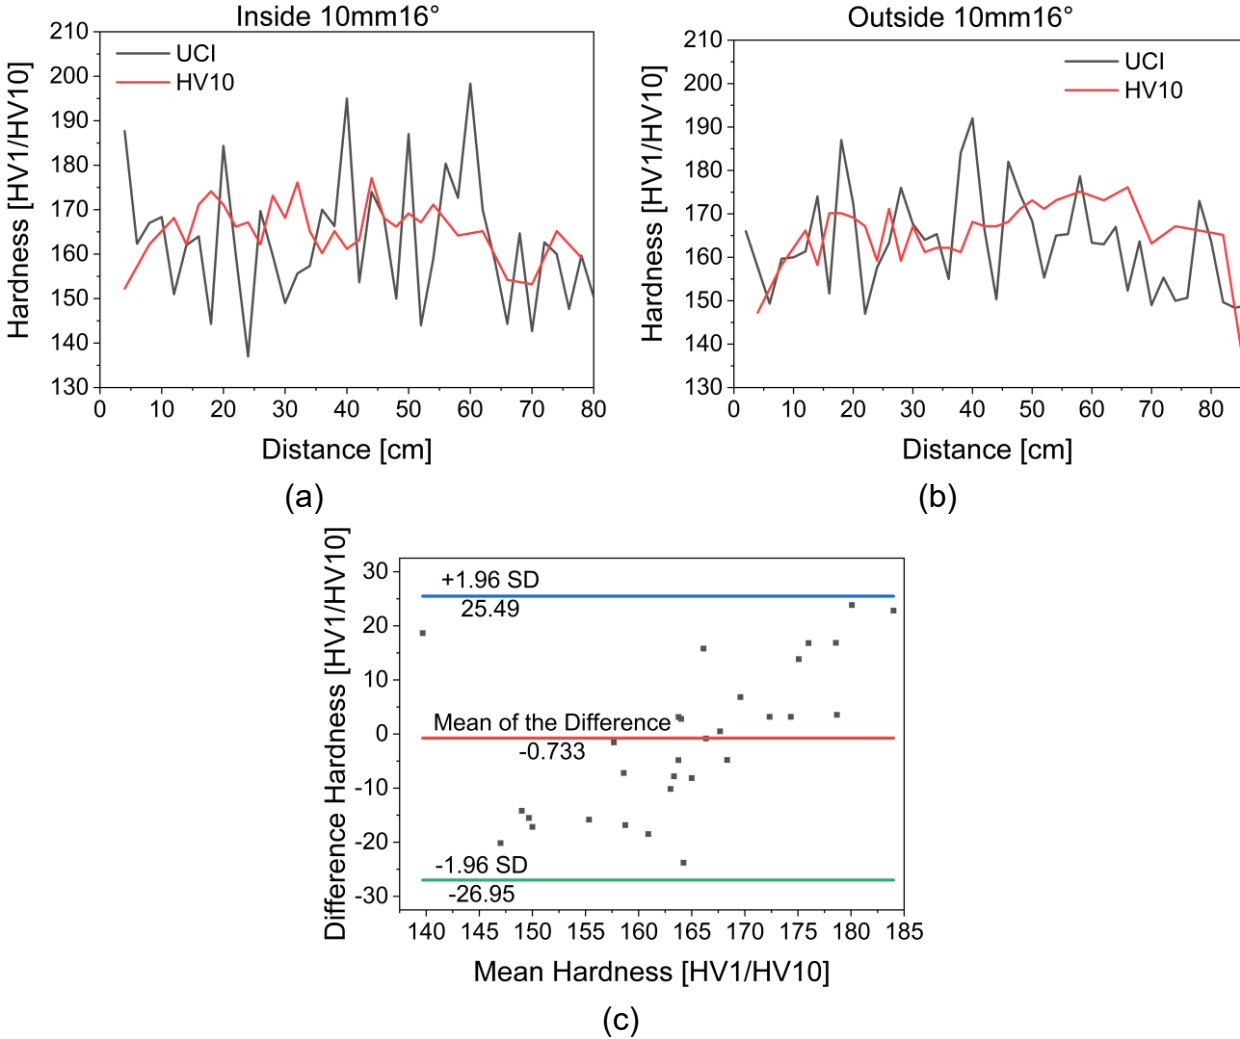 Inside 10mm16°
Hardness [HV1/HV10]
210
200
190
180
170
160
150
140
130
UCI
HV10
0 10 20 30 40 50 60 70 80
Distance [cm]
(a)
Outside 10mm16°
Hardness [HV1/HV10]
210
200
190
180
170
160
150
140
130
UCI
HV10
0 10 20 30 40 50 60 70 80
Distance [cm]
(b)
Difference Hardness [HV1/HV10]
30
20
10
0
-10
-20
-30
+1.96 SD
25.49
Mean of the Difference
-0.733
-1.96 SD
-26.95
140 145 150 155 160 165 170 175 180 185
Mean Hardness [HV1/HV10]
(c)